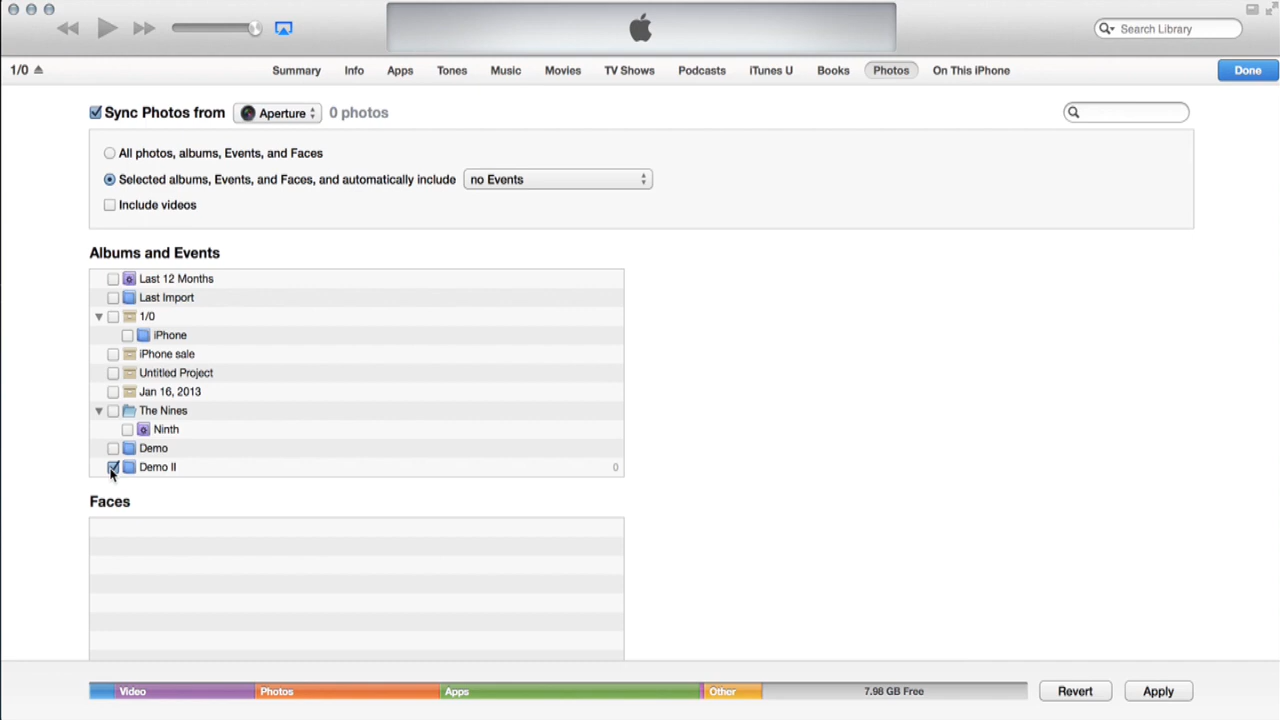 Search Library
1/0
Summary Info Apps Tones Music Movies TV Shows Podcasts iTunes U Books Photos On This iPhone Done
Sync Photos from Aperture 0 photos
All photos, albums, Events, and Faces
Selected albums, Events, and Faces, and automatically include no Events
Include videos
Albums and Events
Last 12 Months
Last Import
1/0
iPhone
iPhone sale
Untitled Project
Jan 16, 2013
The Nines
Ninth
Demo
Demo II 0
Faces
Video Photos Apps Other 7.98 GB Free Revert Apply